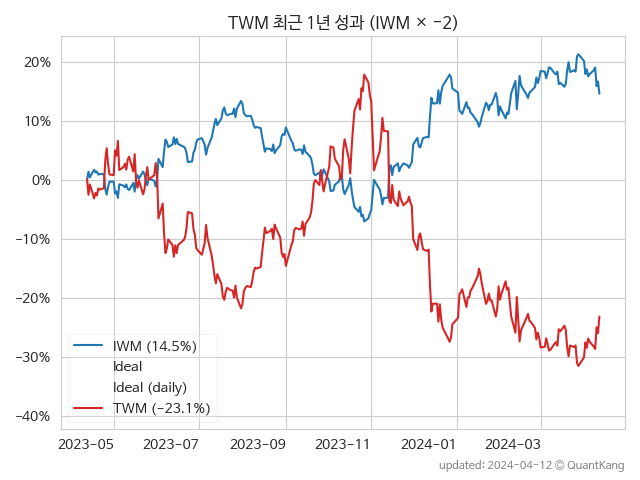 TWM 최근 1년 성과 (IWM × −2)
20%
10%
0%
−10%
−20%
−30%
−40%
IWM (14.5%)
Ideal
Ideal (daily)
TWM (−23.1%)
2023-05 2023-07 2023-09 2023-11 2024-01 2024-03
updated: 2024-04-12 © QuantKang